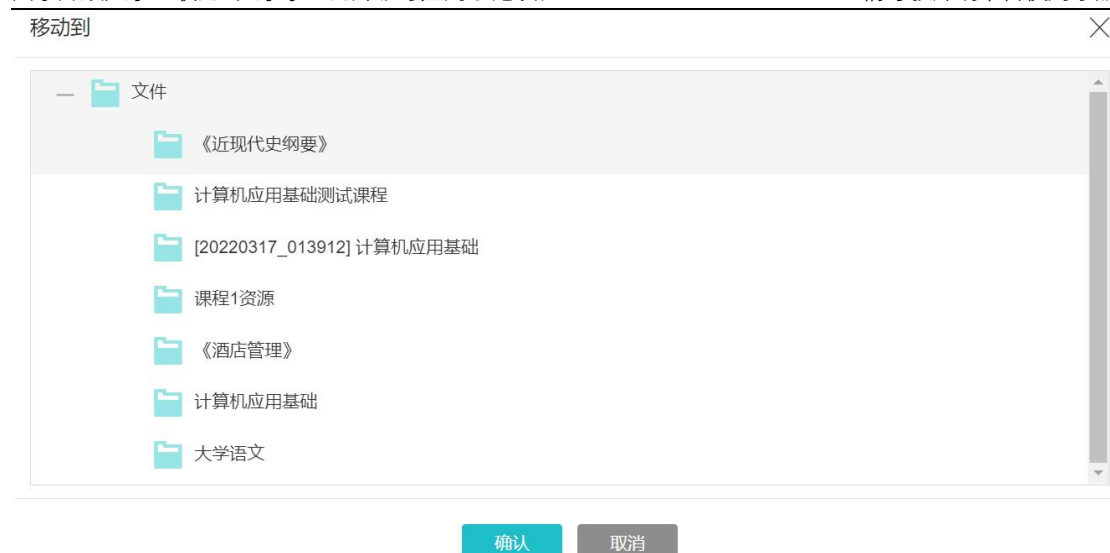 移动到
文件
《近现代史纲要》
计算机应用基础测试课程
[20220317_013912] 计算机应用基础
课程1资源
《酒店管理》
计算机应用基础
大学语文
确认 取消